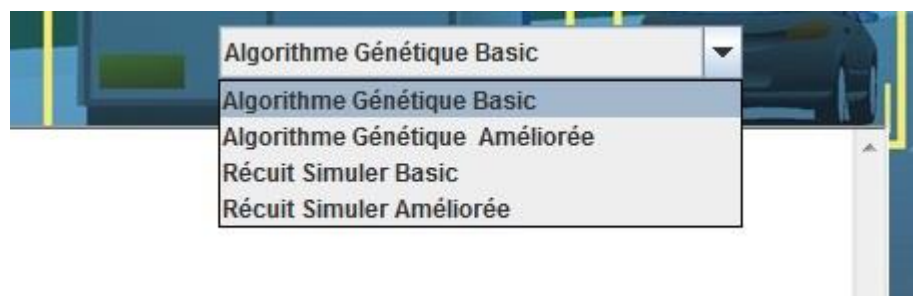 Algorithme Génétique Basic
Algorithme Génétique Basic
Algorithme Génétique  Améliorée
Récuit Simuler Basic
Récuit Simuler Améliorée